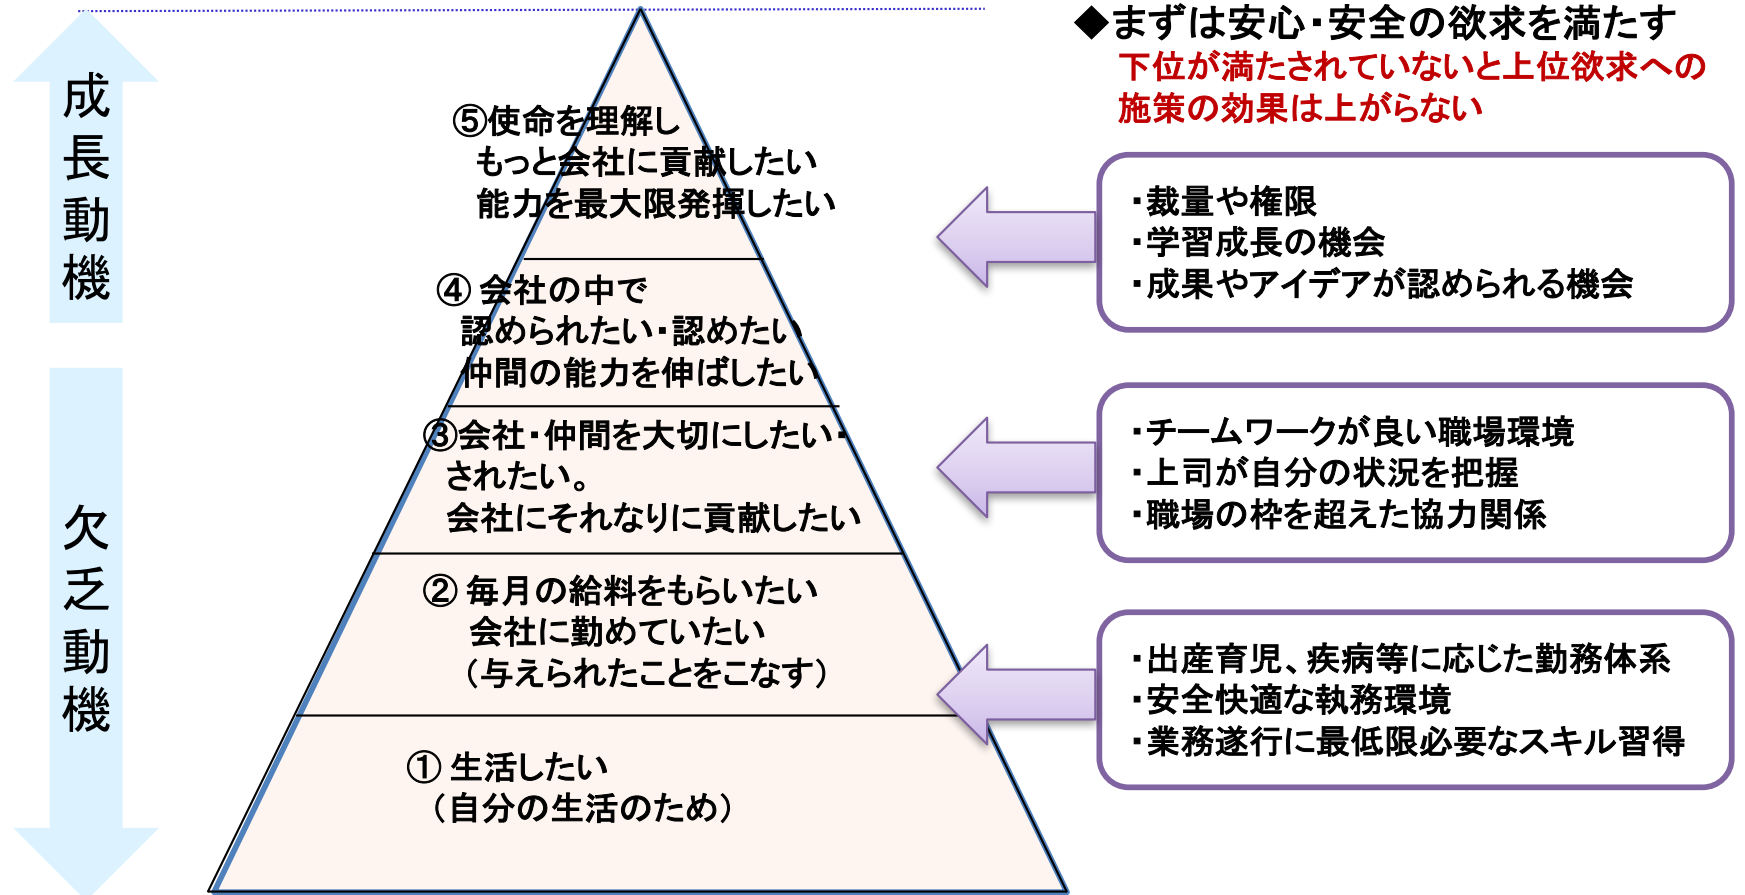 ◆まずは安心・安全の欲求を満たす
下位が満たされていないと上位欲求への
施策の効果は上がらない
成長動機
欠乏動機
⑤使命を理解し
もっと会社に貢献したい
能力を最大限発揮したい
④ 会社の中で
認められたい・認めたい
仲間の能力を伸ばしたい
③会社・仲間を大切にしたい・
されたい。
会社にそれなりに貢献したい
② 毎月の給料をもらいたい
会社に勤めていたい
（与えられたことをこなす）
① 生活したい
（自分の生活のため）
・裁量や権限
・学習成長の機会
・成果やアイデアが認められる機会
・チームワークが良い職場環境
・上司が自分の状況を把握
・職場の枠を超えた協力関係
・出産育児、疾病等に応じた勤務体系
・安全快適な執務環境
・業務遂行に最低限必要なスキル習得